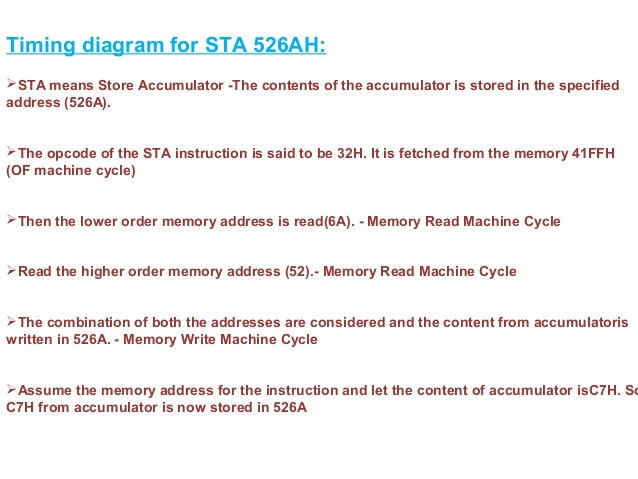 Timing diagram for STA 526AH:
➢STA means Store Accumulator -The contents of the accumulator is stored in the specified
address (526A).
➢The opcode of the STA instruction is said to be 32H. It is fetched from the memory 41FFH
(OF machine cycle)
➢Then the lower order memory address is read(6A). - Memory Read Machine Cycle
➢Read the higher order memory address (52).- Memory Read Machine Cycle
➢The combination of both the addresses are considered and the content from accumulatoris
written in 526A. - Memory Write Machine Cycle
➢Assume the memory address for the instruction and let the content of accumulator isC7H. So
C7H from accumulator is now stored in 526A